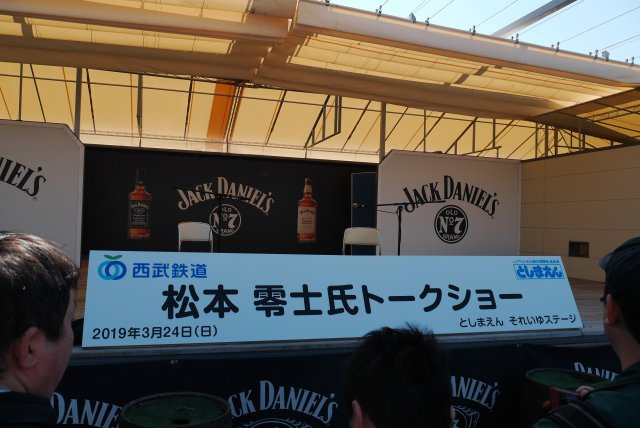 JACK DANIEL'S
OLD
No.7
BRAND
JACK DANIEL'S
OLD
No.7
BRAND
DANIEL'S
西武鉄道
としまえん
松本 零士氏トークショー
2019年3月24日(日)
としまえん それいゆステージ
JACK DANIEL'S
DANIEL'S
DANIEL'S